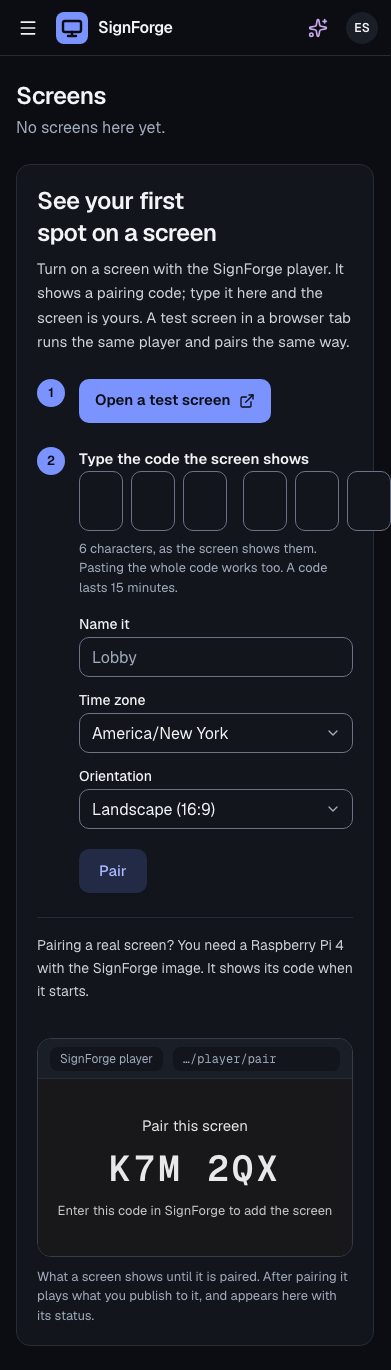 SignForge
ES
Screens
No screens here yet.
See your first
spot on a screen
Turn on a screen with the SignForge player. It
shows a pairing code; type it here and the
screen is yours. A test screen in a browser tab
runs the same player and pairs the same way.
1
Open a test screen
2
Type the code the screen shows
6 characters, as the screen shows them.
Pasting the whole code works too. A code
lasts 15 minutes.
Name it
Lobby
Time zone
America/New York
Orientation
Landscape (16:9)
Pair
Pairing a real screen? You need a Raspberry Pi 4
with the SignForge image. It shows its code when
it starts.
SignForge player
…/player/pair
Pair this screen
K7M 2QX
Enter this code in SignForge to add the screen
What a screen shows until it is paired. After pairing it
plays what you publish to it, and appears here with
its status.